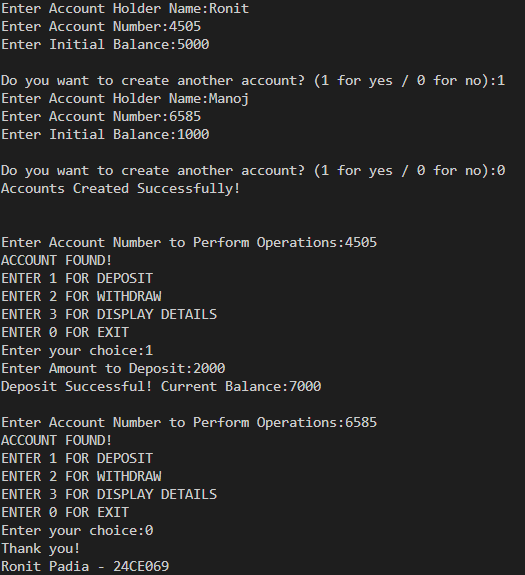 Enter Account Holder Name:Ronit
Enter Account Number:4505
Enter Initial Balance:5000
Do you want to create another account? (1 for yes / 0 for no):1
Enter Account Holder Name:Manoj
Enter Account Number:6585
Enter Initial Balance:1000
Do you want to create another account? (1 for yes / 0 for no):0
Accounts Created Successfully!
Enter Account Number to Perform Operations:4505
ACCOUNT FOUND!
ENTER 1 FOR DEPOSIT
ENTER 2 FOR WITHDRAW
ENTER 3 FOR DISPLAY DETAILS
ENTER 0 FOR EXIT
Enter your choice:1
Enter Amount to Deposit:2000
Deposit Successful! Current Balance:7000
Enter Account Number to Perform Operations:6585
ACCOUNT FOUND!
ENTER 1 FOR DEPOSIT
ENTER 2 FOR WITHDRAW
ENTER 3 FOR DISPLAY DETAILS
ENTER 0 FOR EXIT
Enter your choice:0
Thank you!
Ronit Padia - 24CE069